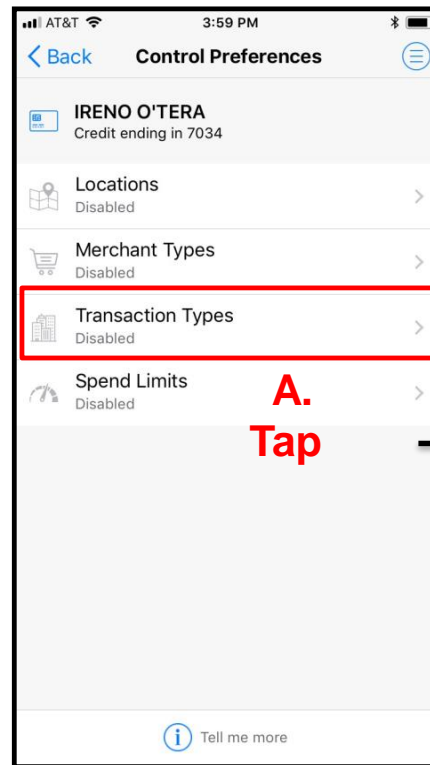 AT&T 3:59 PM
Back Control Preferences
IRENO O'TERA
Credit ending in 7034
Locations
Disabled
Merchant Types
Disabled
Transaction Types
Disabled
Spend Limits
Disabled
A.
Tap
Tell me more